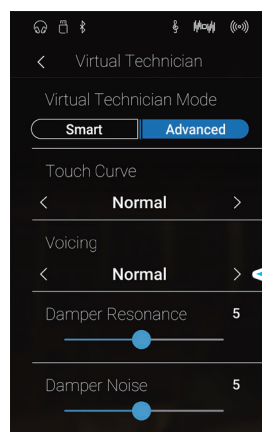 Virtual Technician
Virtual Technician Mode
Smart Advanced
Touch Curve
Normal
Voicing
Normal
Damper Resonance 5
Damper Noise 5